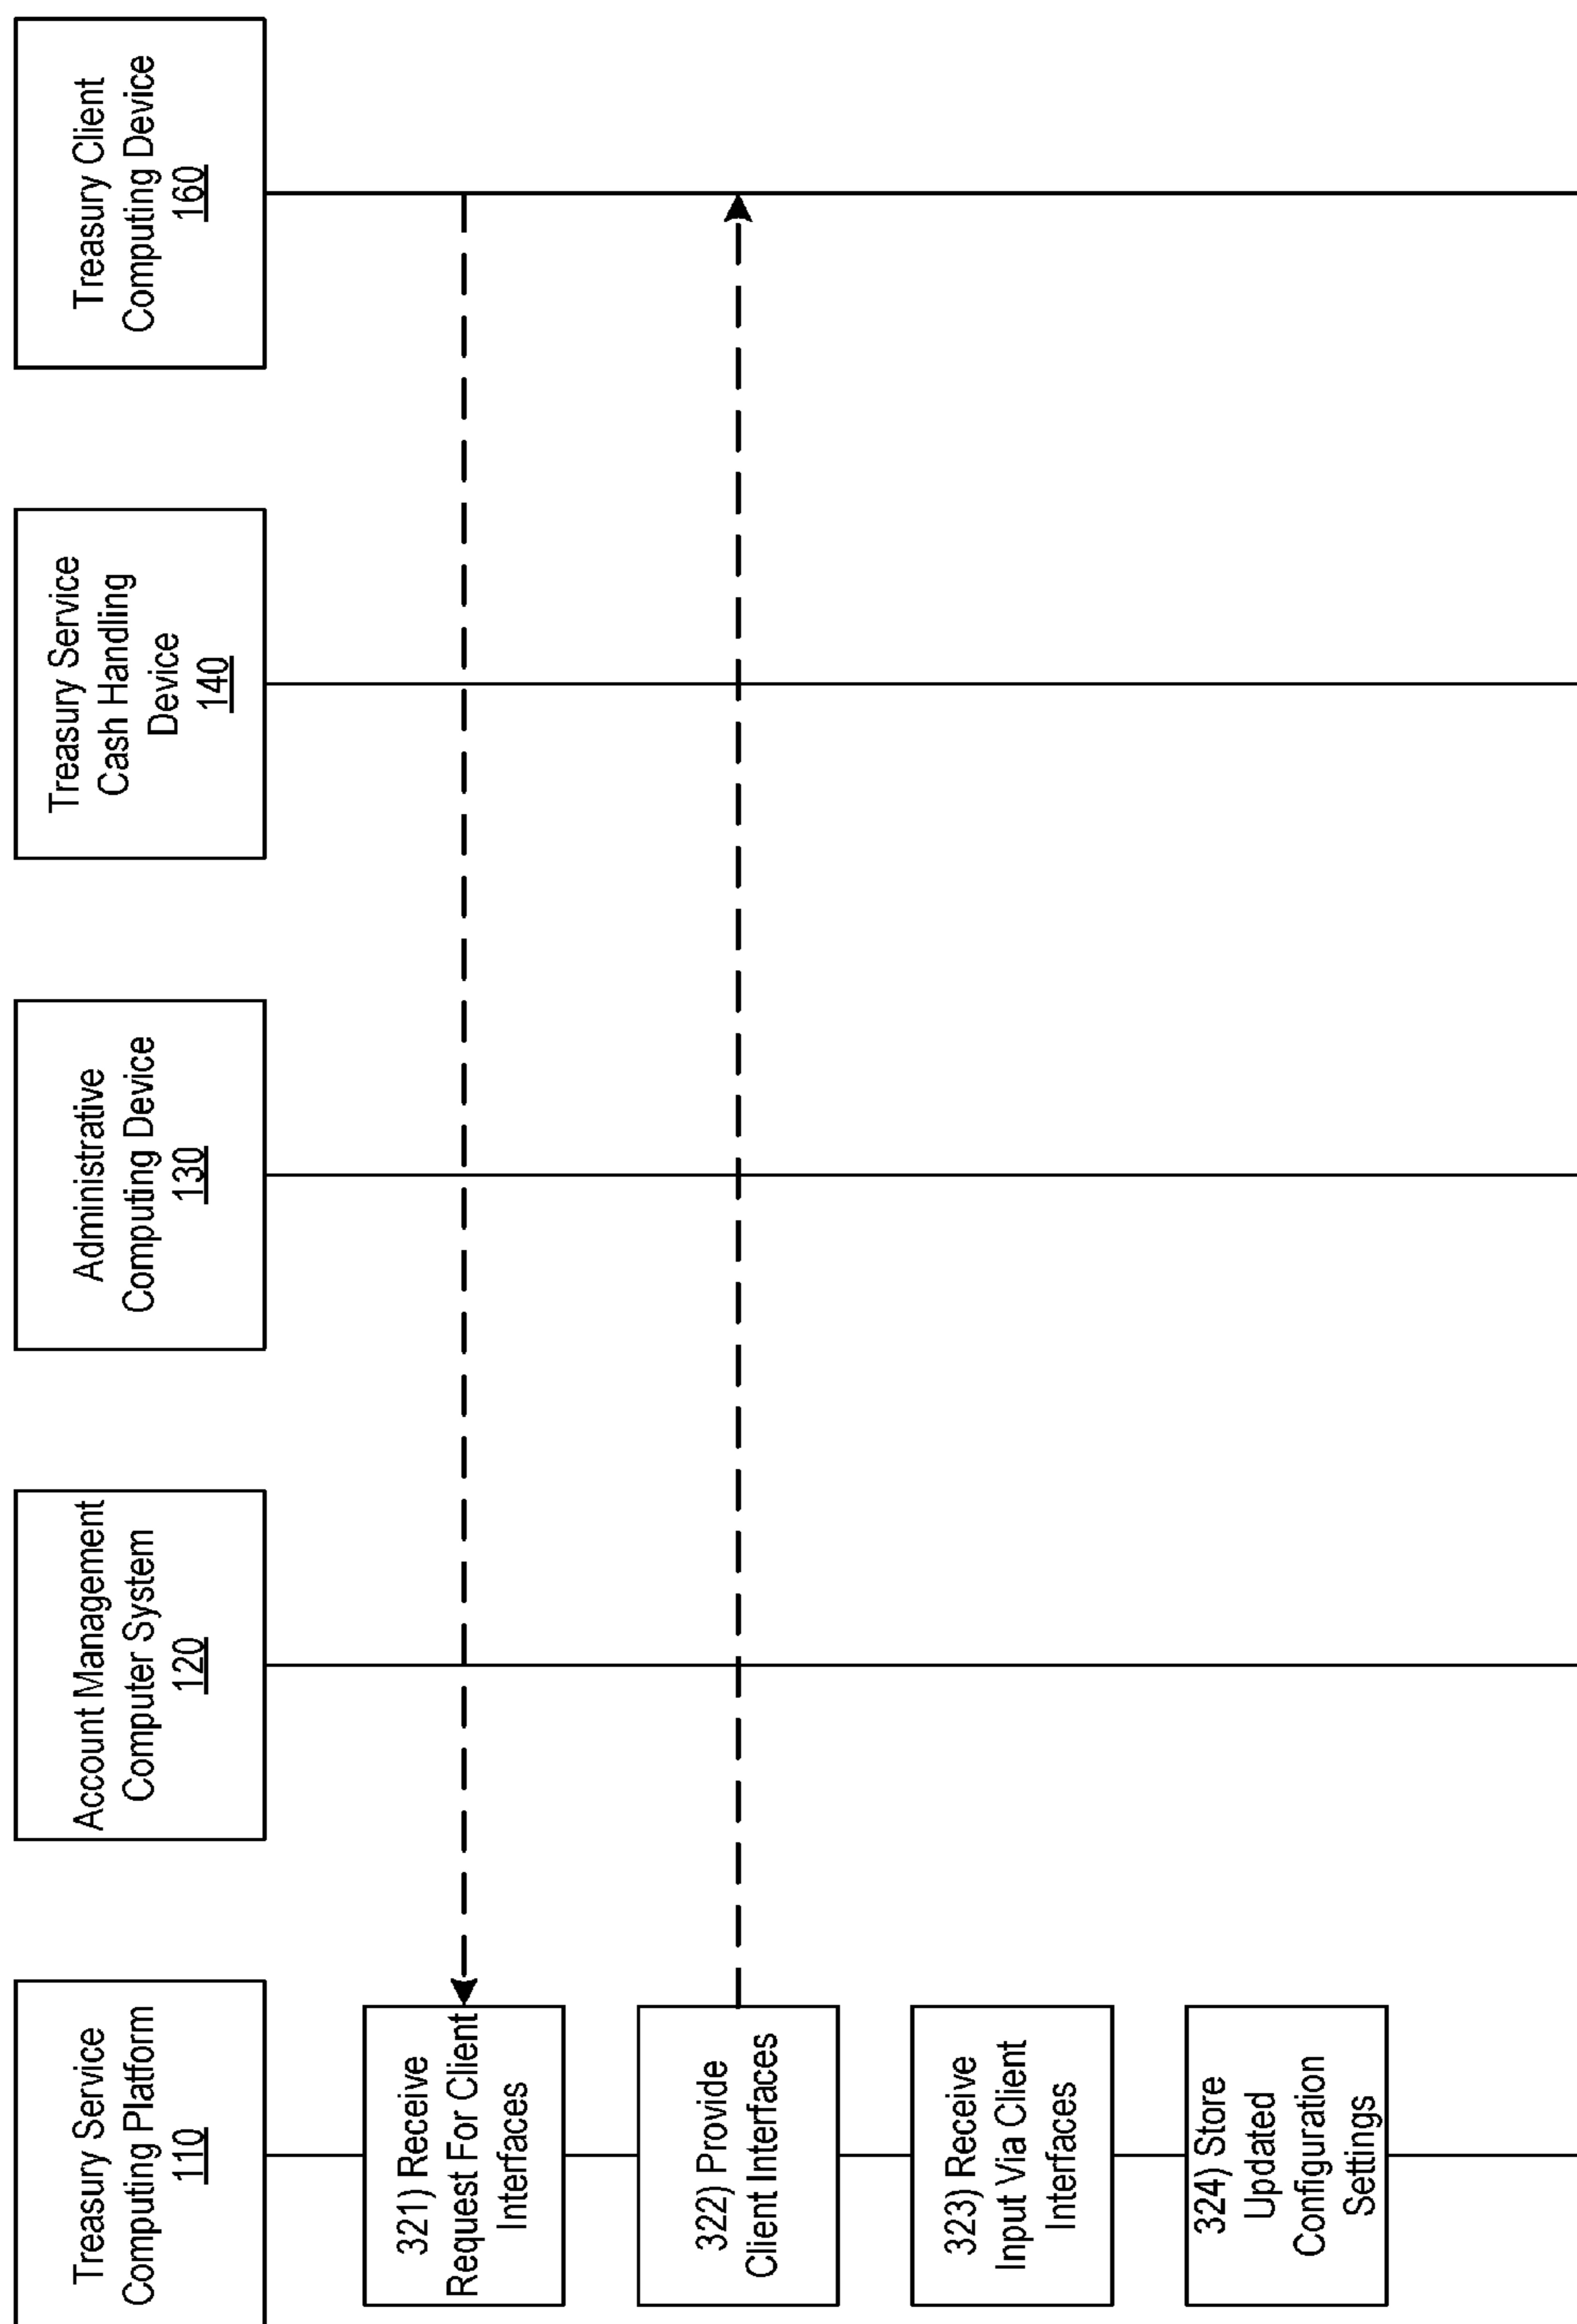 Treasury Service
Computing Platform
110
Account Management
Computer System
120
Administrative
Computing Device
130
Treasury Service
Cash Handling
Device
140
Treasury Client
Computing Device
160
321) Receive
Request For Client
Interfaces
322) Provide
Client Interfaces
323) Receive
Input Via Client
Interfaces
324) Store
Updated
Configuration
Settings